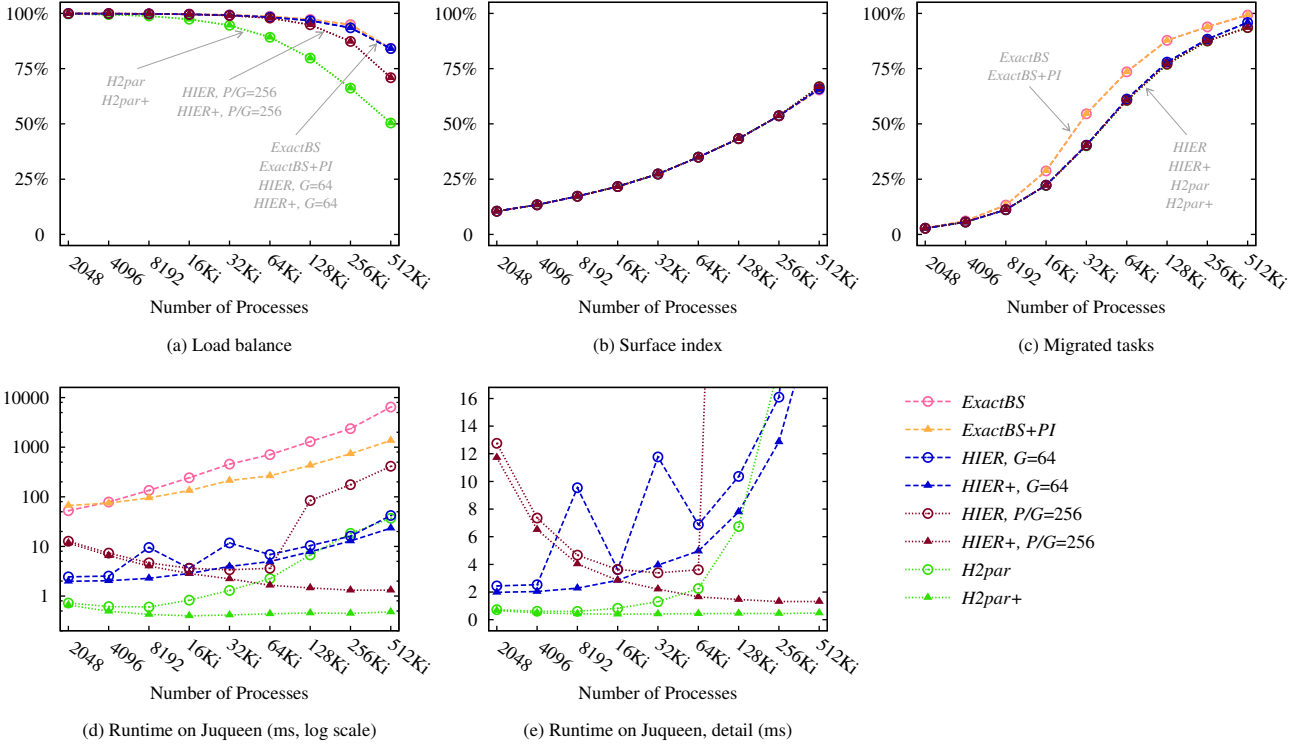 100%
75%
50%
25%
0
H2par
H2par+
HIER, P/G=256
HIER+, P/G=256
ExactBS
ExactBS+PI
HIER, G=64
HIER+, G=64
2048
4096
8192
16Ki
32Ki
64Ki
128Ki
256Ki
512Ki
Number of Processes
(a) Load balance
100%
75%
50%
25%
0
2048
4096
8192
16Ki
32Ki
64Ki
128Ki
256Ki
512Ki
Number of Processes
(b) Surface index
100%
75%
50%
25%
0
ExactBS
ExactBS+PI
HIER
HIER+
H2par
H2par+
2048
4096
8192
16Ki
32Ki
64Ki
128Ki
256Ki
512Ki
Number of Processes
(c) Migrated tasks
10000
1000
100
10
1
2048
4096
8192
16Ki
32Ki
64Ki
128Ki
256Ki
512Ki
Number of Processes
(d) Runtime on Juqueen (ms, log scale)
16
14
12
10
8
6
4
2
0
2048
4096
8192
16Ki
32Ki
64Ki
128Ki
256Ki
512Ki
Number of Processes
(e) Runtime on Juqueen, detail (ms)
ExactBS
ExactBS+PI
HIER, G=64
HIER+, G=64
HIER, P/G=256
HIER+, P/G=256
H2par
H2par+